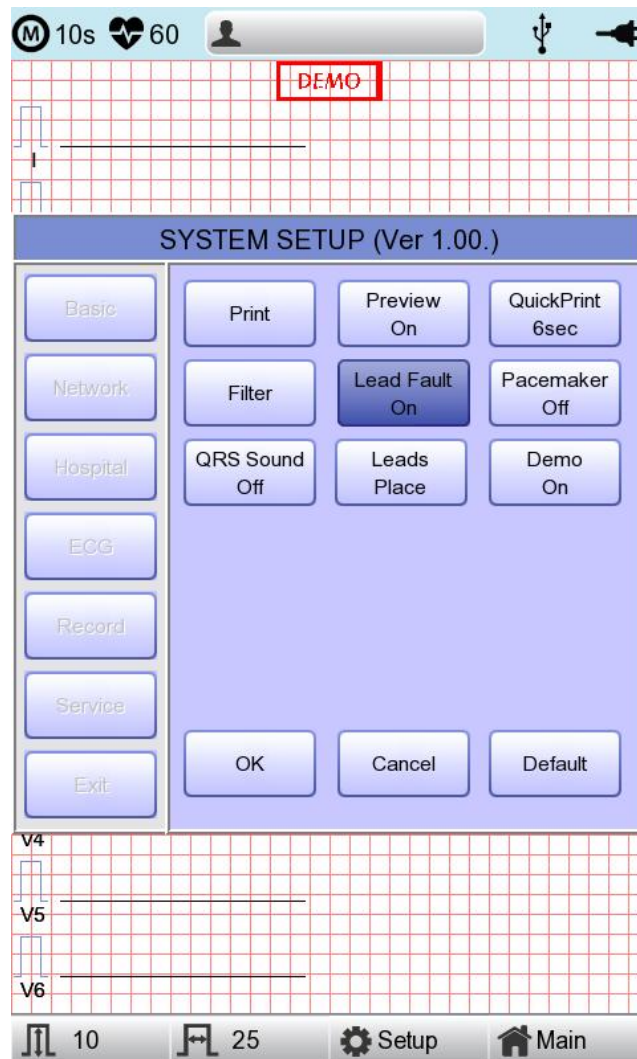 M 10s 60
DEMO
I
SYSTEM SETUP (Ver 1.00.)
Basic
Network
Hospital
ECG
Record
Service
Exit
Print
Preview
On
QuickPrint
6sec
Filter
Lead Fault
On
Pacemaker
Off
QRS Sound
Off
Leads
Place
Demo
On
OK
Cancel
Default
V4
V5
V6
10
25
Setup
Main